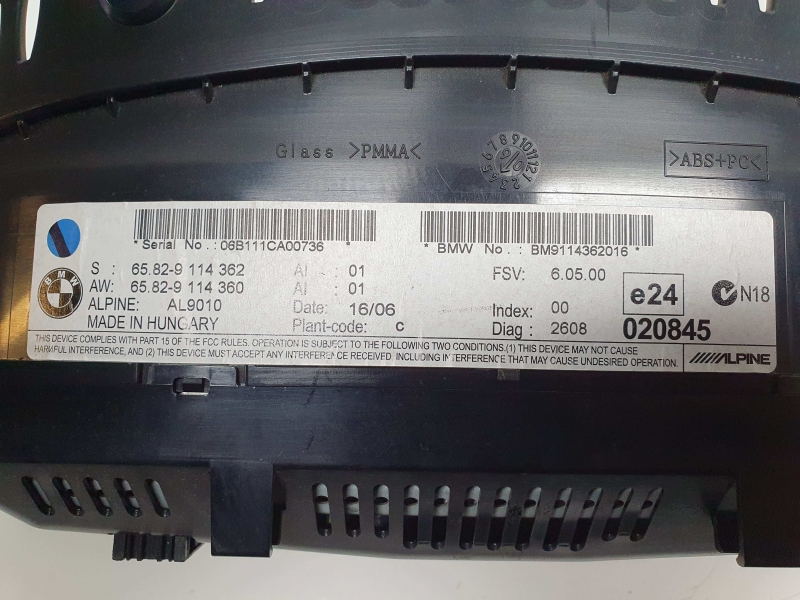 Glass >PMMA<
>ABS+PC<
* Serial No.: 06B111CA00736 *
* BMW No.: BM9114362016 *
BMW
S : 65.82-9 114 362 AI : 01
AW: 65.82-9 114 360 AI : 01
ALPINE: AL9010 Date: 16/06
MADE IN HUNGARY Plant-code: c
FSV: 6.05.00
Index: 00
Diag: 2608
e24
020845
N18
ALPINE
THIS DEVICE COMPLIES WITH PART 15 OF THE FCC RULES. OPERATION IS SUBJECT TO THE FOLLOWING TWO CONDITIONS.(1) THIS DEVICE MAY NOT CAUSE
HARMFUL INTERFERENCE, AND (2) THIS DEVICE MUST ACCEPT ANY INTERFERENCE RECEIVED INCLUDING INTERFERENCE THAT MAY CAUSE UNDESIRED OPERATION.